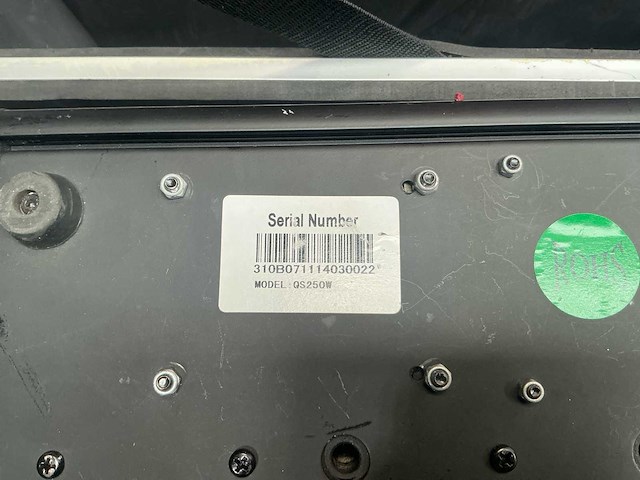 Serial Number
310B071114030022
MODEL: QS250W